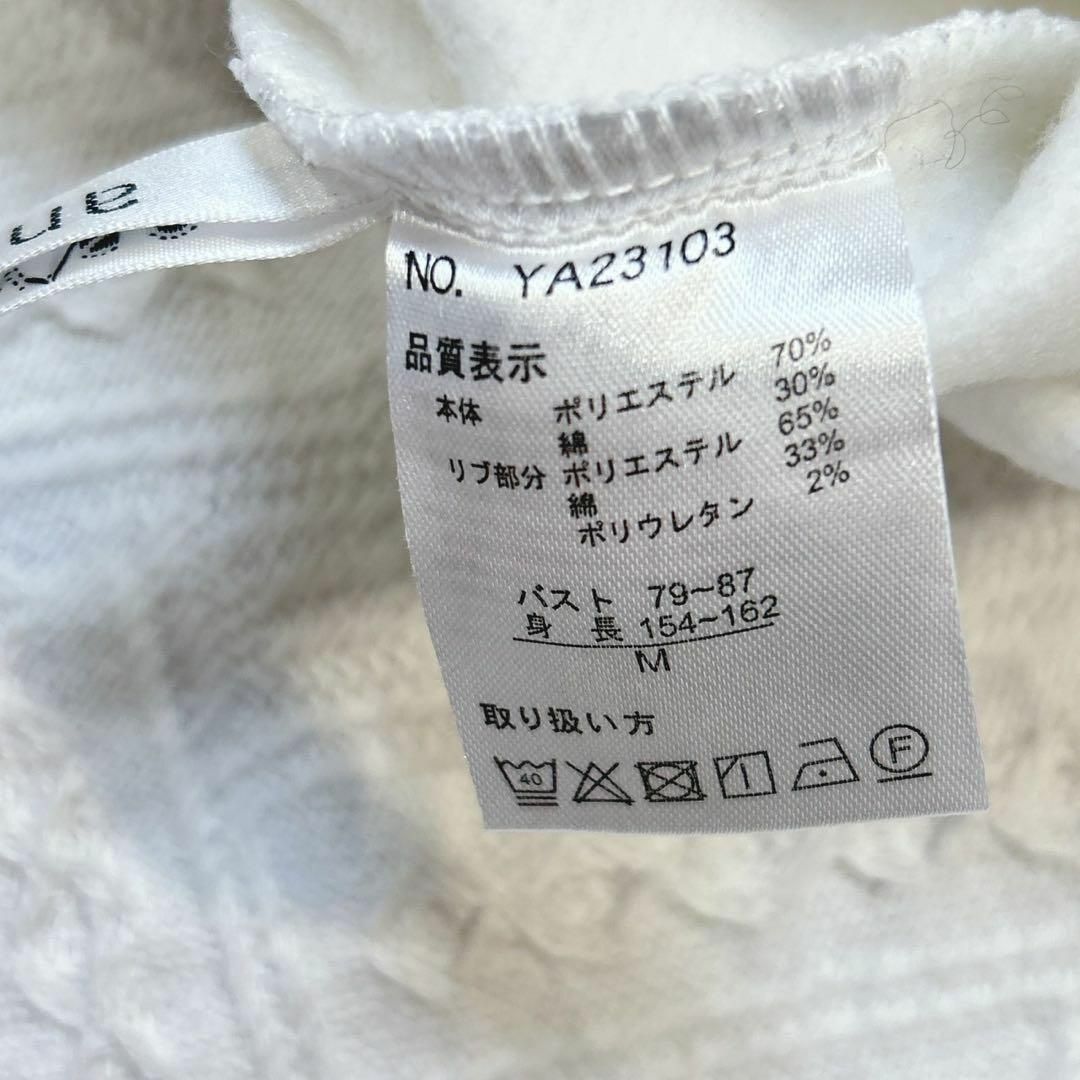 NO. YA23103
品質表示
本体 ポリエステル 70%
綿 30%
リブ部分 ポリエステル 65%
綿 33%
ポリウレタン 2%
バスト 79~87
身長 154~162
M
取り扱い方
40
F